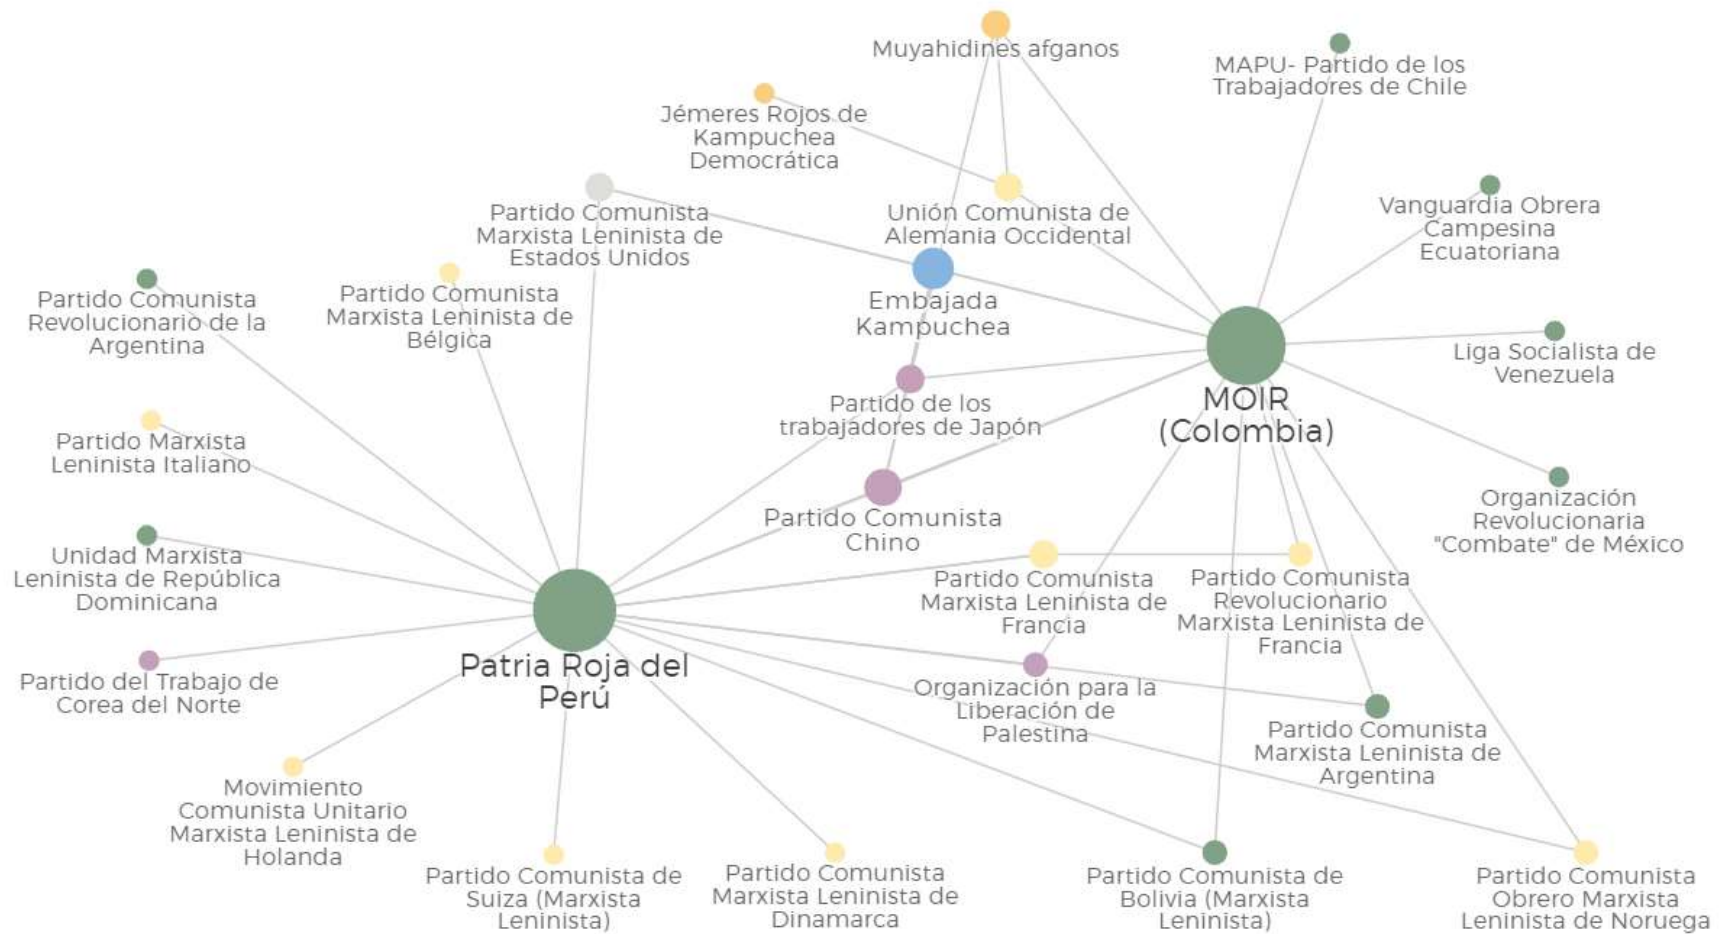 Muyahidines afganos
MAPU- Partido de los
Trabajadores de Chile
Jémeres Rojos de
Kampuchea
Democrática
Partido Comunista
Marxista Leninista de
Estados Unidos
Unión Comunista de
Alemania Occidental
Vanguardia Obrera
Campesina
Ecuatoriana
Partido Comunista
Revolucionario de la
Argentina
Partido Comunista
Marxista Leninista de
Bélgica
Embajada
Kampuchea
Liga Socialista de
Venezuela
MOIR
(Colombia)
Partido de los
trabajadores de Japón
Partido Marxista
Leninista Italiano
Organización
Revolucionaria
"Combate" de México
Partido Comunista
Chino
Unidad Marxista
Leninista de República
Dominicana
Partido Comunista
Marxista Leninista de
Francia
Partido Comunista
Revolucionario
Marxista Leninista de
Francia
Patria Roja del
Perú
Partido del Trabajo de
Corea del Norte
Organización para la
Liberación de
Palestina
Partido Comunista
Marxista Leninista de
Argentina
Movimiento
Comunista Unitario
Marxista Leninista de
Holanda
Partido Comunista de
Suiza (Marxista
Leninista)
Partido Comunista
Marxista Leninista de
Dinamarca
Partido Comunista de
Bolivia (Marxista
Leninista)
Partido Comunista
Obrero Marxista
Leninista de Noruega